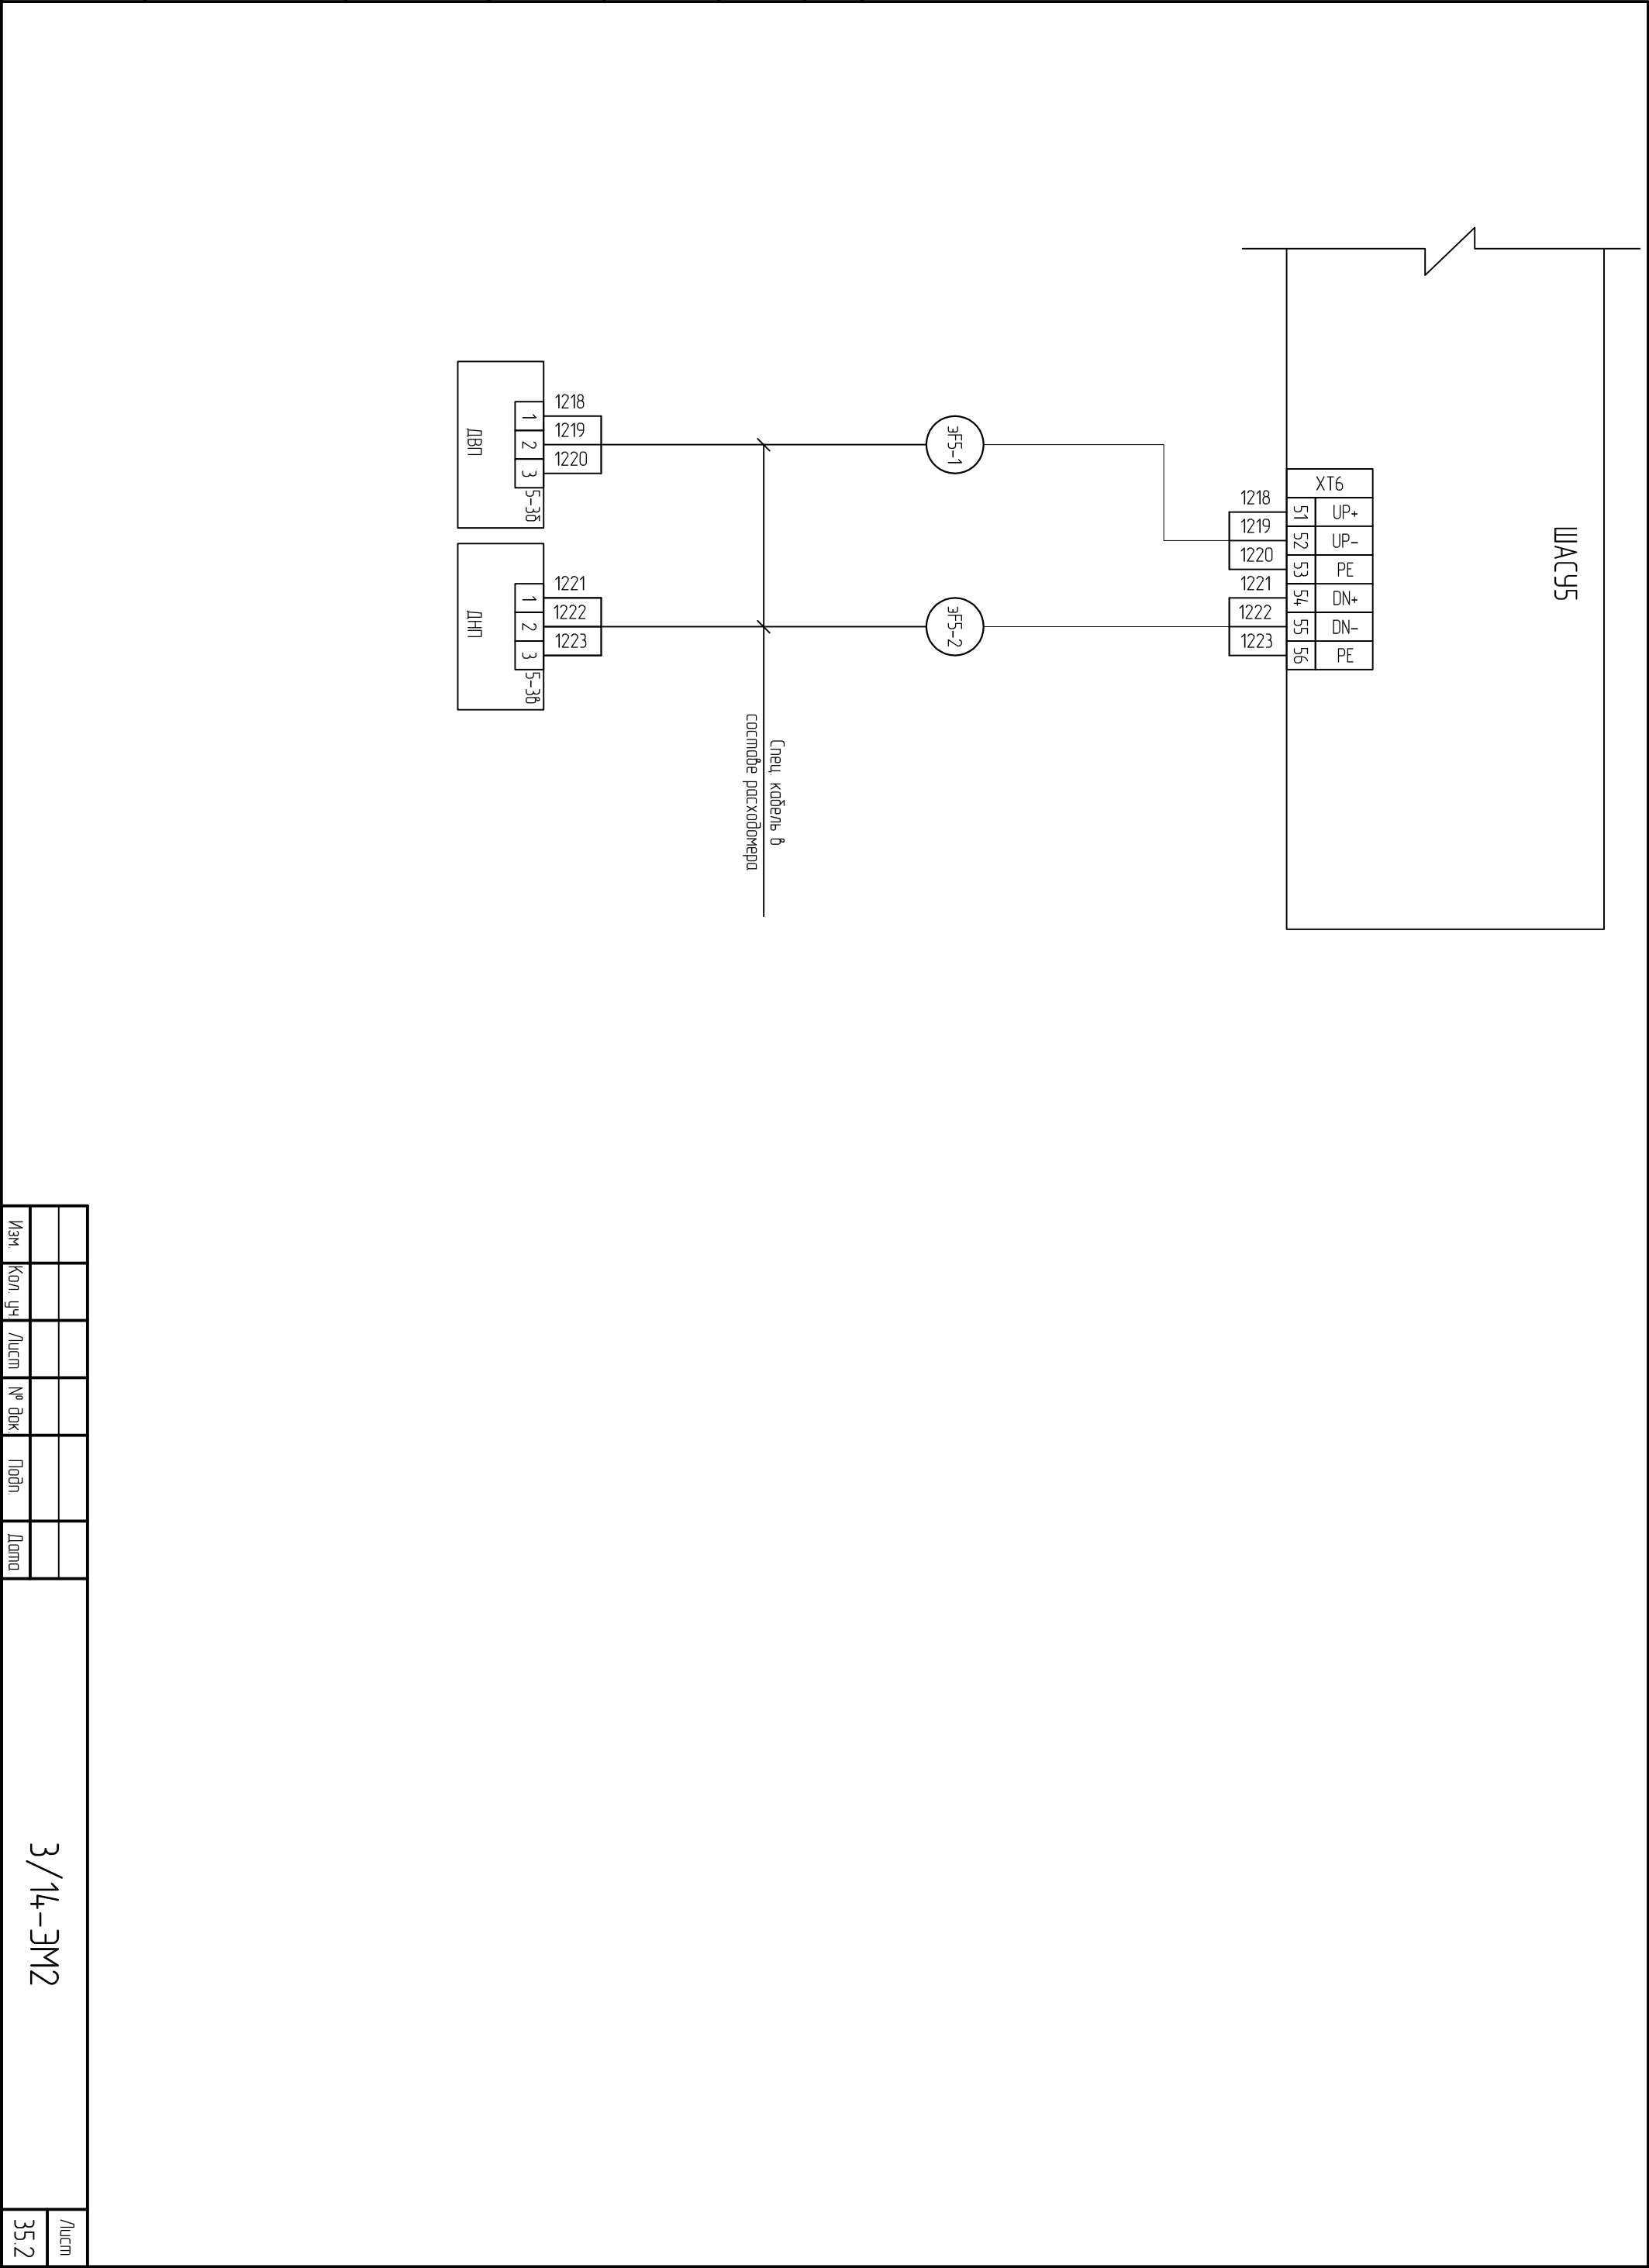 ШАСУ5
ХТ6
51 UP+
52 UP-
53 PE
54 DN+
55 DN-
56 PE
1218
1219
1220
1221
1222
1223
ЭF5-1
ЭF5-2
Спец. кабель в
составе расходомера
1218
1219
1220
1
2
3
5-3б
ДВП
1221
1222
1223
1
2
3
5-3в
ДНП
Изм. Кол. уч. Лист № док. Подп. Дата
3/14-ЭМ2
Лист
35.2